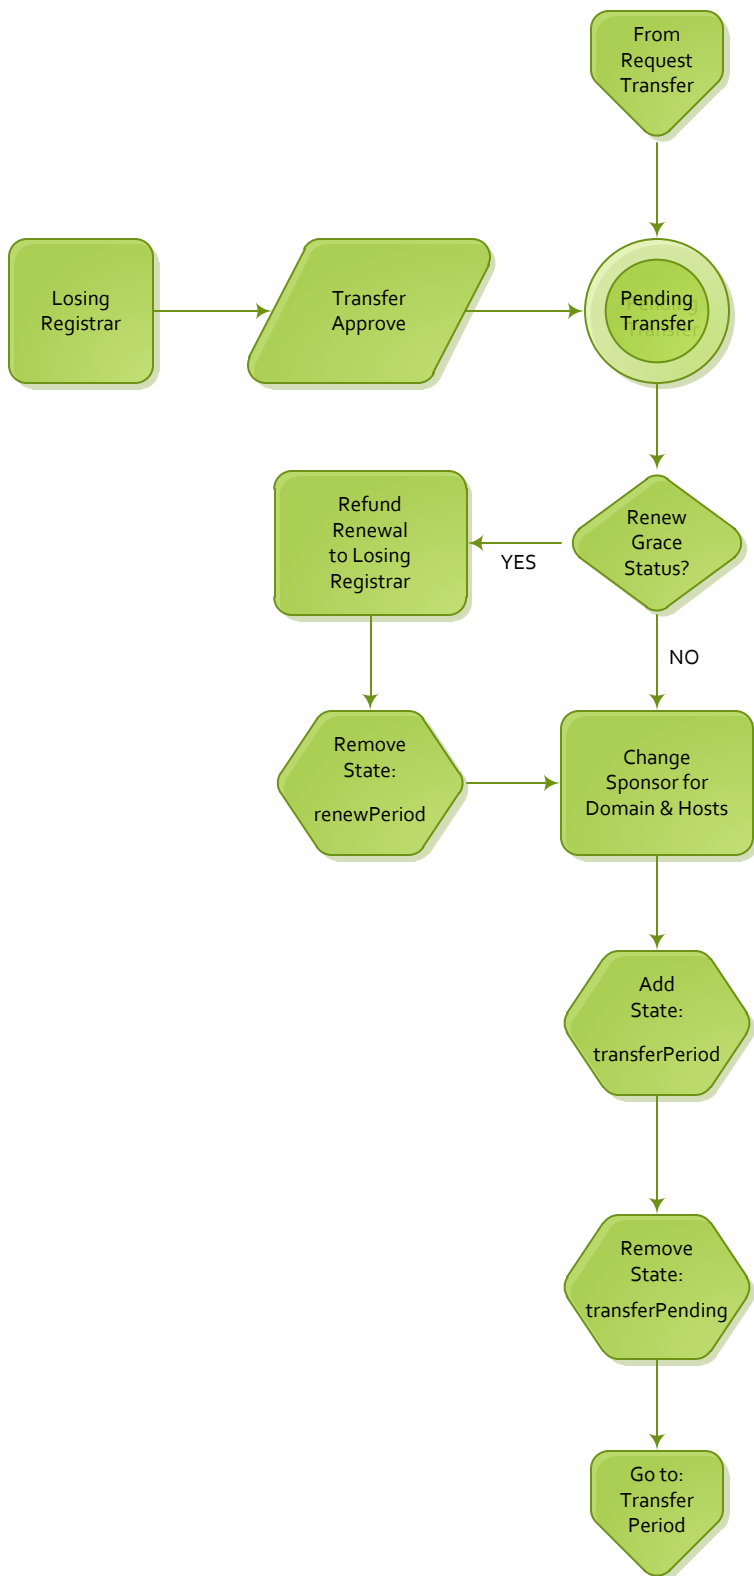 From
Request
Transfer
Losing
Registrar
Transfer
Approve
Pending
Transfer
Renew
Grace
Status?
YES
Refund
Renewal
to Losing
Registrar
NO
Remove
State:
renewPeriod
Change
Sponsor for
Domain & Hosts
Add
State:
transferPeriod
Remove
State:
transferPending
Go to:
Transfer
Period